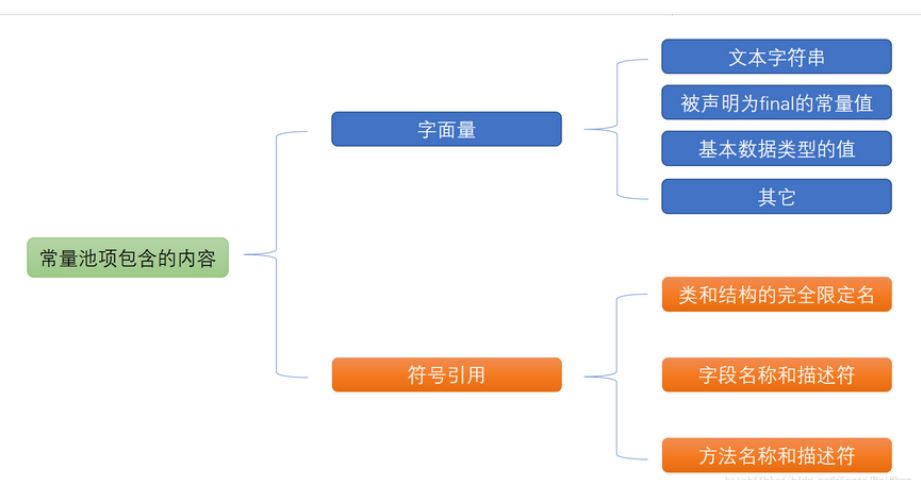 文本字符串
被声明为final的常量值
字面量
基本数据类型的值
其它
常量池项包含的内容
类和结构的完全限定名
符号引用
字段名称和描述符
方法名称和描述符